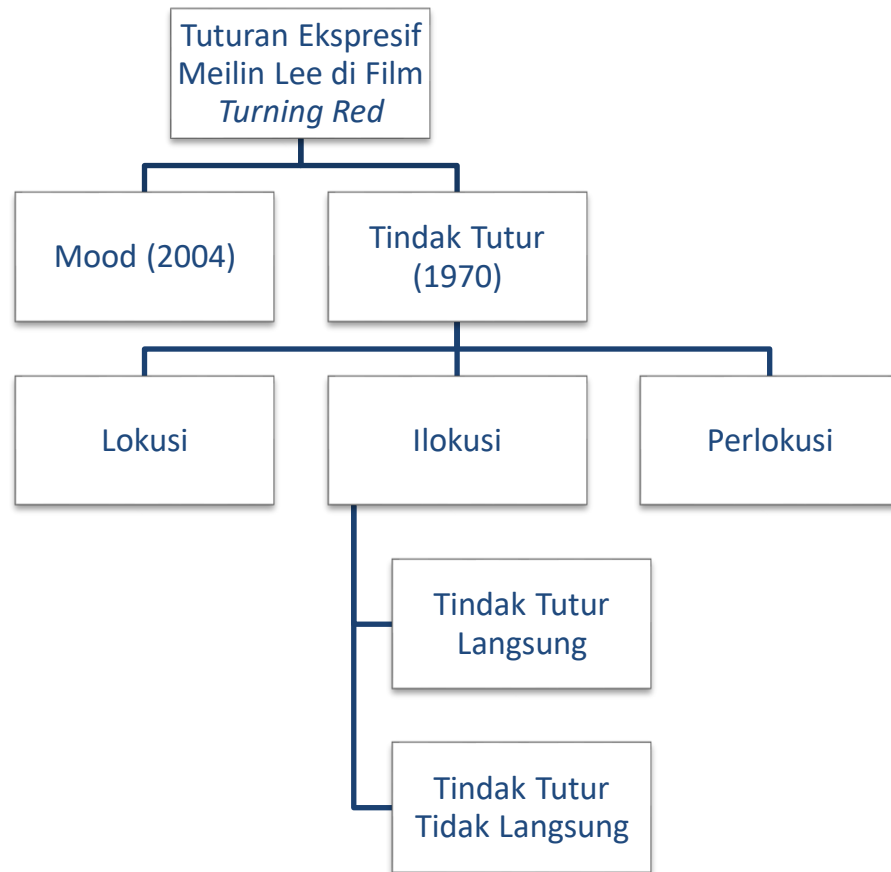 Tuturan Ekspresif
Meilin Lee di Film
Turning Red
Mood (2004)
Tindak Tutur
(1970)
Lokusi
Ilokusi
Perlokusi
Tindak Tutur
Langsung
Tindak Tutur
Tidak Langsung